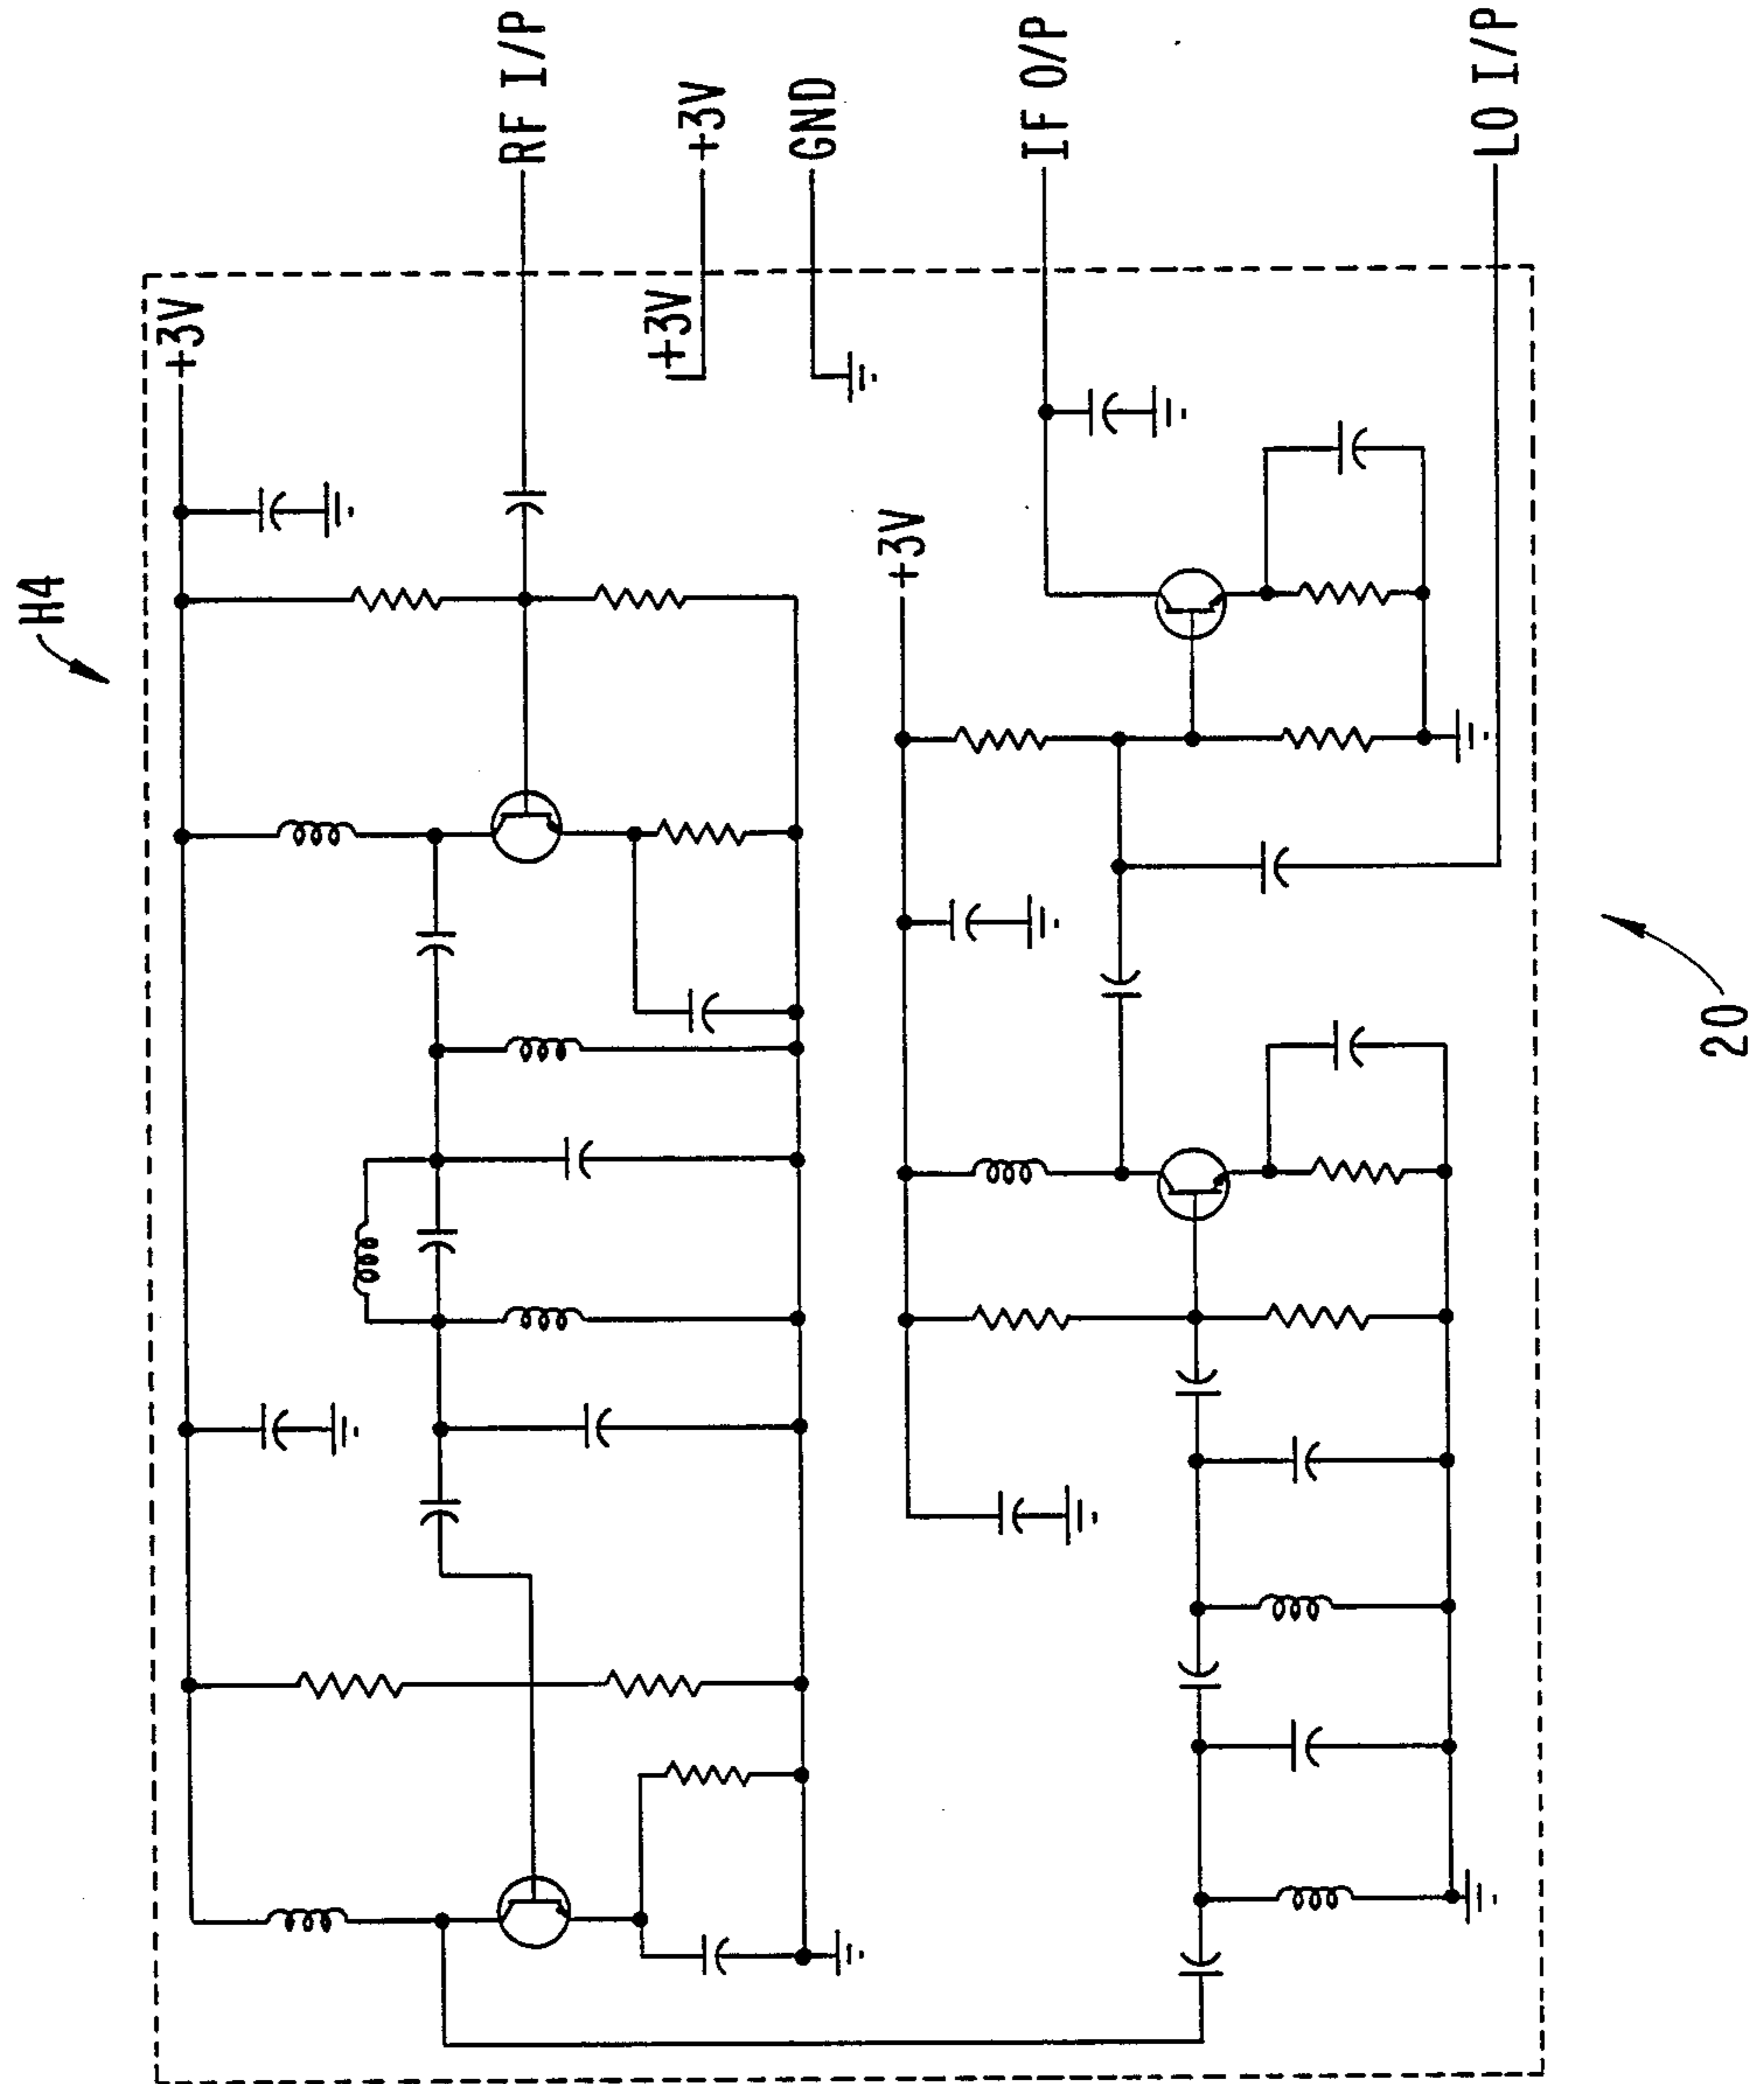 H4
+3V
RF I/P
+3V
+3V
GND
+3V
IF O/P
LO I/P
20